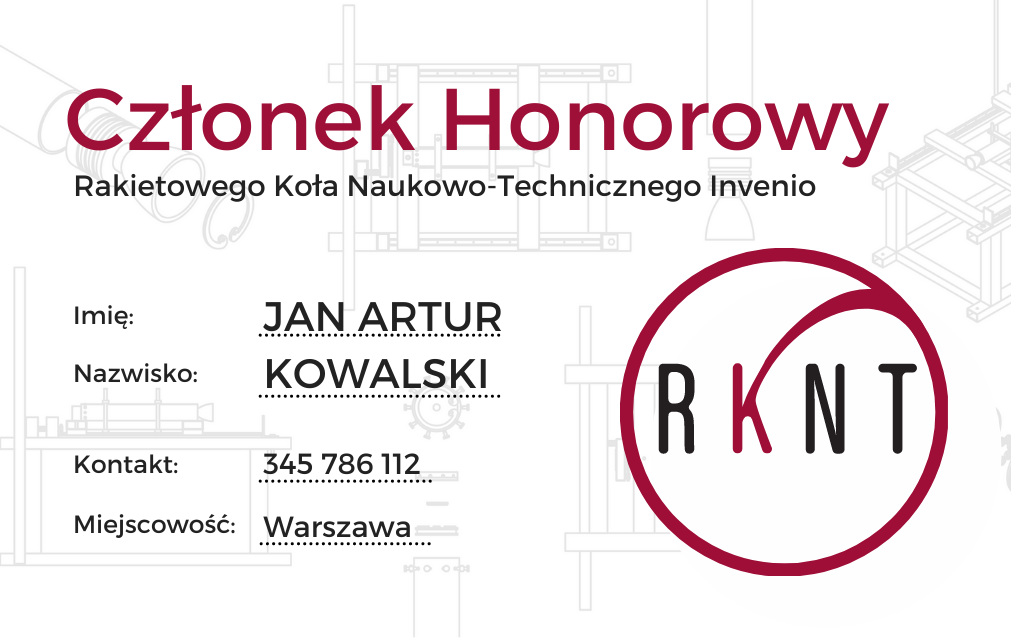 Członek Honorowy
Rakietowego Koła Naukowo-Technicznego Invenio
Imię: JAN ARTUR
Nazwisko: KOWALSKI
Kontakt: 345 786 112
Miejscowość: Warszawa
RKNT